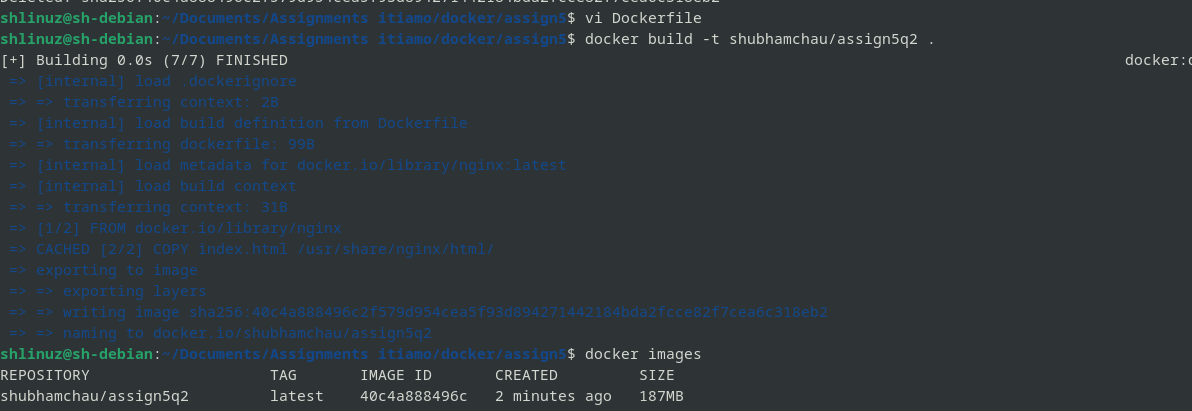 shlinuz@sh-debian:~/Documents/Assignments itiamo/docker/assign5$ vi Dockerfile
shlinuz@sh-debian:~/Documents/Assignments itiamo/docker/assign5$ docker build -t shubhamchau/assign5q2 .
[+] Building 0.0s (7/7) FINISHED docker:
=> [internal] load .dockerignore
=> => transferring context: 2B
=> [internal] load build definition from Dockerfile
=> => transferring dockerfile: 99B
=> [internal] load metadata for docker.io/library/nginx:latest
=> [internal] load build context
=> => transferring context: 31B
=> [1/2] FROM docker.io/library/nginx
=> CACHED [2/2] COPY index.html /usr/share/nginx/html/
=> exporting to image
=> => exporting layers
=> => writing image sha256:40c4a888496c2f579d954cea5f93d894271442184bda2fcce82f7cea6c318eb2
=> => naming to docker.io/shubhamchau/assign5q2
shlinuz@sh-debian:~/Documents/Assignments itiamo/docker/assign5$ docker images
REPOSITORY TAG IMAGE ID CREATED SIZE
shubhamchau/assign5q2 latest 40c4a888496c 2 minutes ago 187MB